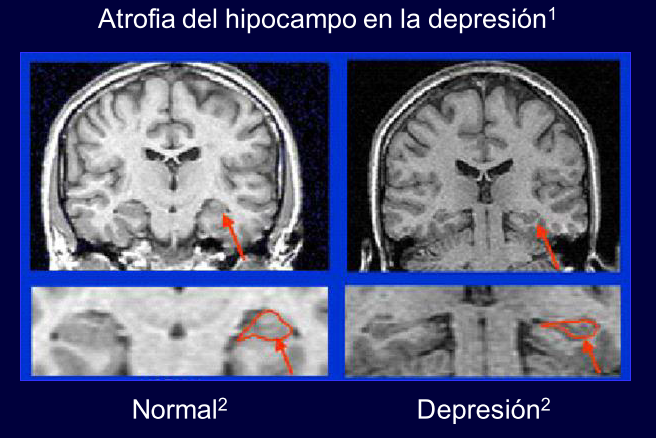 Atrofia del hipocampo en la depresión¹
Normal²
Depresión²